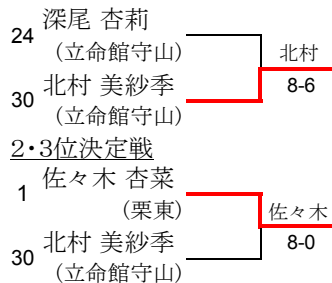 24 深尾 杏莉
(立命館守山)
北村
30 北村 美紗季
8-6
(立命館守山)
2・3位決定戦
1 佐々木 杏菜
(栗東)
佐々木
30 北村 美紗季
8-0
(立命館守山)